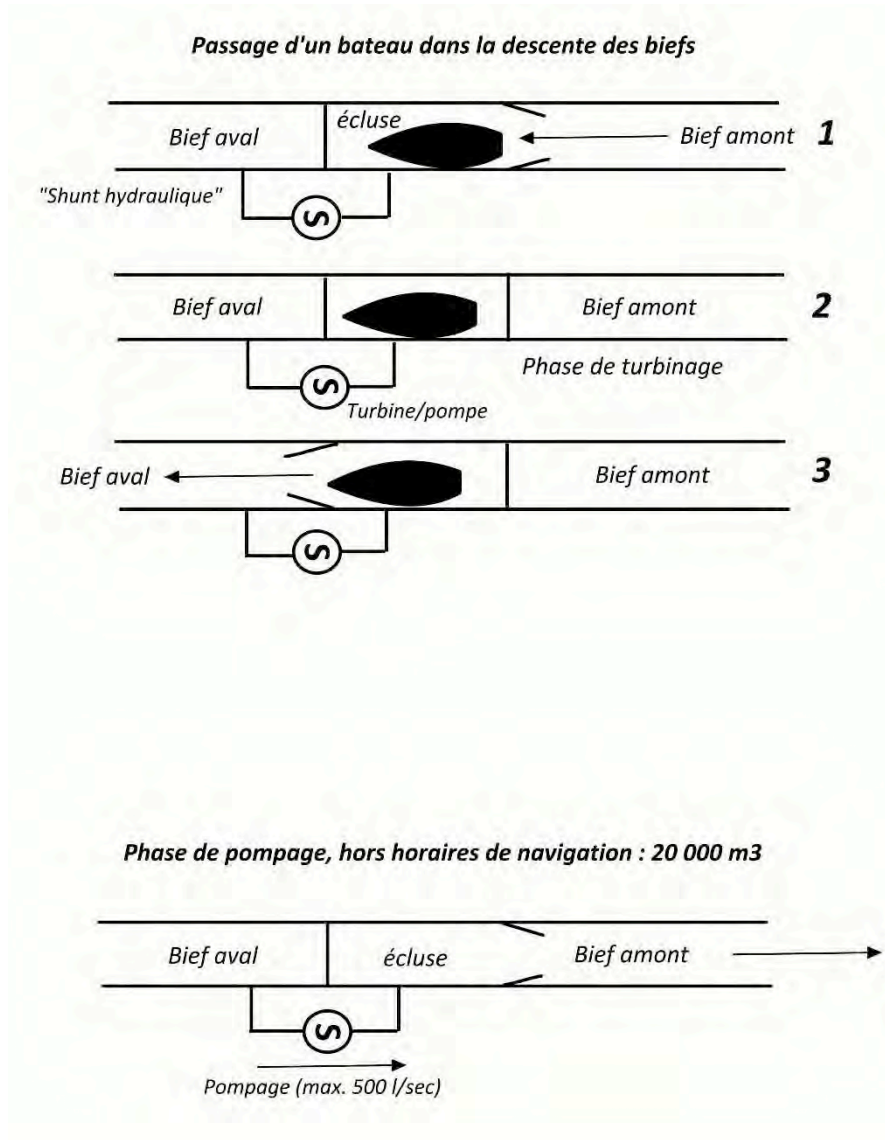 Passage d'un bateau dans la descente des biefs
Bief aval
écluse
Bief amont
1
"Shunt hydraulique"
S
Bief aval
Bief amont
2
Phase de turbinage
S
Turbine/pompe
Bief aval
Bief amont
3
S
Phase de pompage, hors horaires de navigation : 20 000 m3
Bief aval
écluse
Bief amont
S
Pompage (max. 500 l/sec)